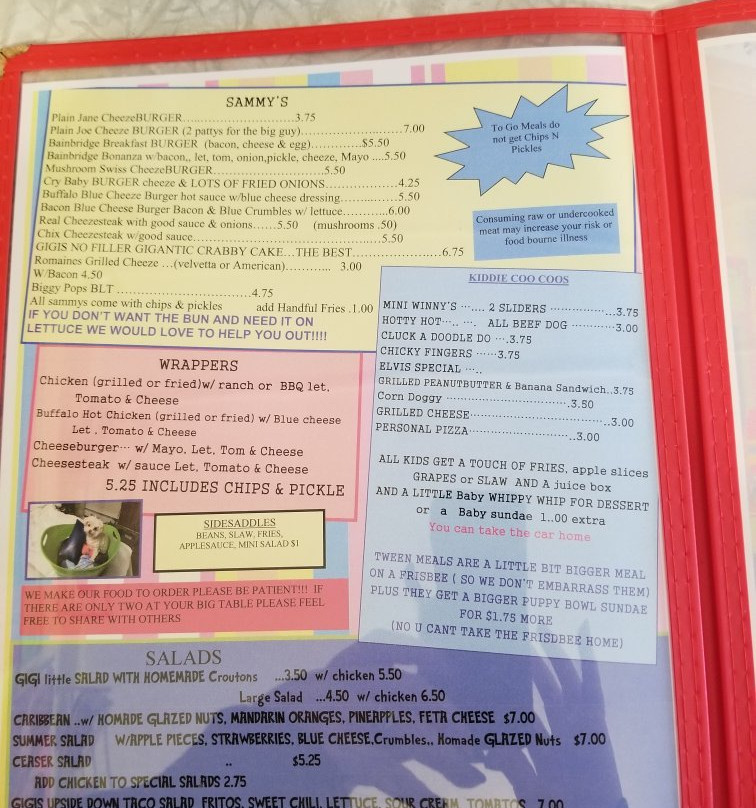 SAMMY'S
Plain Jane CheezeBURGER..............................3.75
Plain Joe Cheeze BURGER (2 pattys for the big guy)...........................7.00
Bainbridge Breakfast BURGER (bacon, cheese & egg)...............$5.50
Bainbridge Bonanza w/bacon,, let, tom, onion,pickle, cheeze, Mayo ....5.50
Mushroom Swiss CheezeBURGER..............................5.50
Cry Baby BURGER cheeze & LOTS OF FRIED ONIONS...................4.25
Buffalo Blue Cheeze Burger hot sauce w/blue cheese dressing................5.50
Bacon Blue Cheese Burger Bacon & Blue Crumbles w/ lettuce............6.00
Real Cheezesteak with good sauce & onions......5.50 (mushrooms .50)
Chix Cheezesteak w/good sauce..................................................5.50
GIGIS NO FILLER GIGANTIC CRABBY CAKE...THE BEST........................6.75
Romaines Grilled Cheeze ...(velvetta or American)........... 3.00
W/Bacon 4.50
Biggy Pops BLT ....................................4.75
All sammys come with chips & pickles add Handful Fries .1.00
IF YOU DON'T WANT THE BUN AND NEED IT ON
LETTUCE WE WOULD LOVE TO HELP YOU OUT!!!!
To Go Meals do
not get Chips N
Pickles
Consuming raw or undercooked
meat may increase your risk or
food bourne illness
KIDDIE COO COOS
MINI WINNY'S ....... 2 SLIDERS ..................3.75
HOTTY HOT..... .... ALL BEEF DOG ............3.00
CLUCK A DOODLE DO ....3.75
CHICKY FINGERS ......3.75
ELVIS SPECIAL .....
GRILLED PEANUTBUTTER & Banana Sandwich..3.75
Corn Doggy ..........................3.50
GRILLED CHEESE...............................3.00
PERSONAL PIZZA.........................3.00
ALL KIDS GET A TOUCH OF FRIES, apple slices
GRAPES or SLAW AND A juice box
AND A LITTLE Baby WHIPPY WHIP FOR DESSERT
or a Baby sundae 1..00 extra
You can take the car home
TWEEN MEALS ARE A LITTLE BIT BIGGER MEAL
ON A FRISBEE ( SO WE DON'T EMBARRASS THEM)
PLUS THEY GET A BIGGER PUPPY BOWL SUNDAE
FOR $1.75 MORE
(NO U CANT TAKE THE FRISDBEE HOME)
WRAPPERS
Chicken (grilled or fried)w/ ranch or BBQ let,
Tomato & Cheese
Buffalo Hot Chicken (grilled or fried) w/ Blue cheese
Let . Tomato & Cheese
Cheeseburger... w/ Mayo, Let, Tom & Cheese
Cheesesteak w/ sauce Let, Tomato & Cheese
5.25 INCLUDES CHIPS & PICKLE
SIDESADDLES
BEANS, SLAW, FRIES,
APPLESAUCE, MINI SALAD $1
WE MAKE OUR FOOD TO ORDER PLEASE BE PATIENT!!! IF
THERE ARE ONLY TWO AT YOUR BIG TABLE PLEASE FEEL
FREE TO SHARE WITH OTHERS
SALADS
GIGI little SALAD WITH HOMEMADE Croutons ...3.50 w/ chicken 5.50
Large Salad ...4.50 w/ chicken 6.50
CARIBBEAN ..w/ HOMADE GLAZED NUTS, MANDARIN ORANGES, PINEAPPLES, FETA CHEESE $7.00
SUMMER SALAD W/APPLE PIECES, STRAWBERRIES, BLUE CHEESE,Crumbles,, Homade GLAZED Nuts $7.00
CEASER SALAD .. $5.25
ADD CHICKEN TO SPECIAL SALADS 2.75
GIGIS UPSIDE DOWN TACO SALAD FRITOS, SWEET CHILI, LETTUCE, SOUR CREAM, TOMATOS 7.00